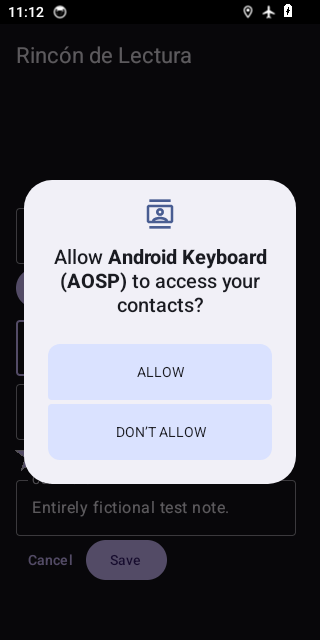 11:12
Rincón de Lectura
Allow Android Keyboard
(AOSP) to access your
contacts?
ALLOW
DON'T ALLOW
Entirely fictional test note.
Cancel
Save